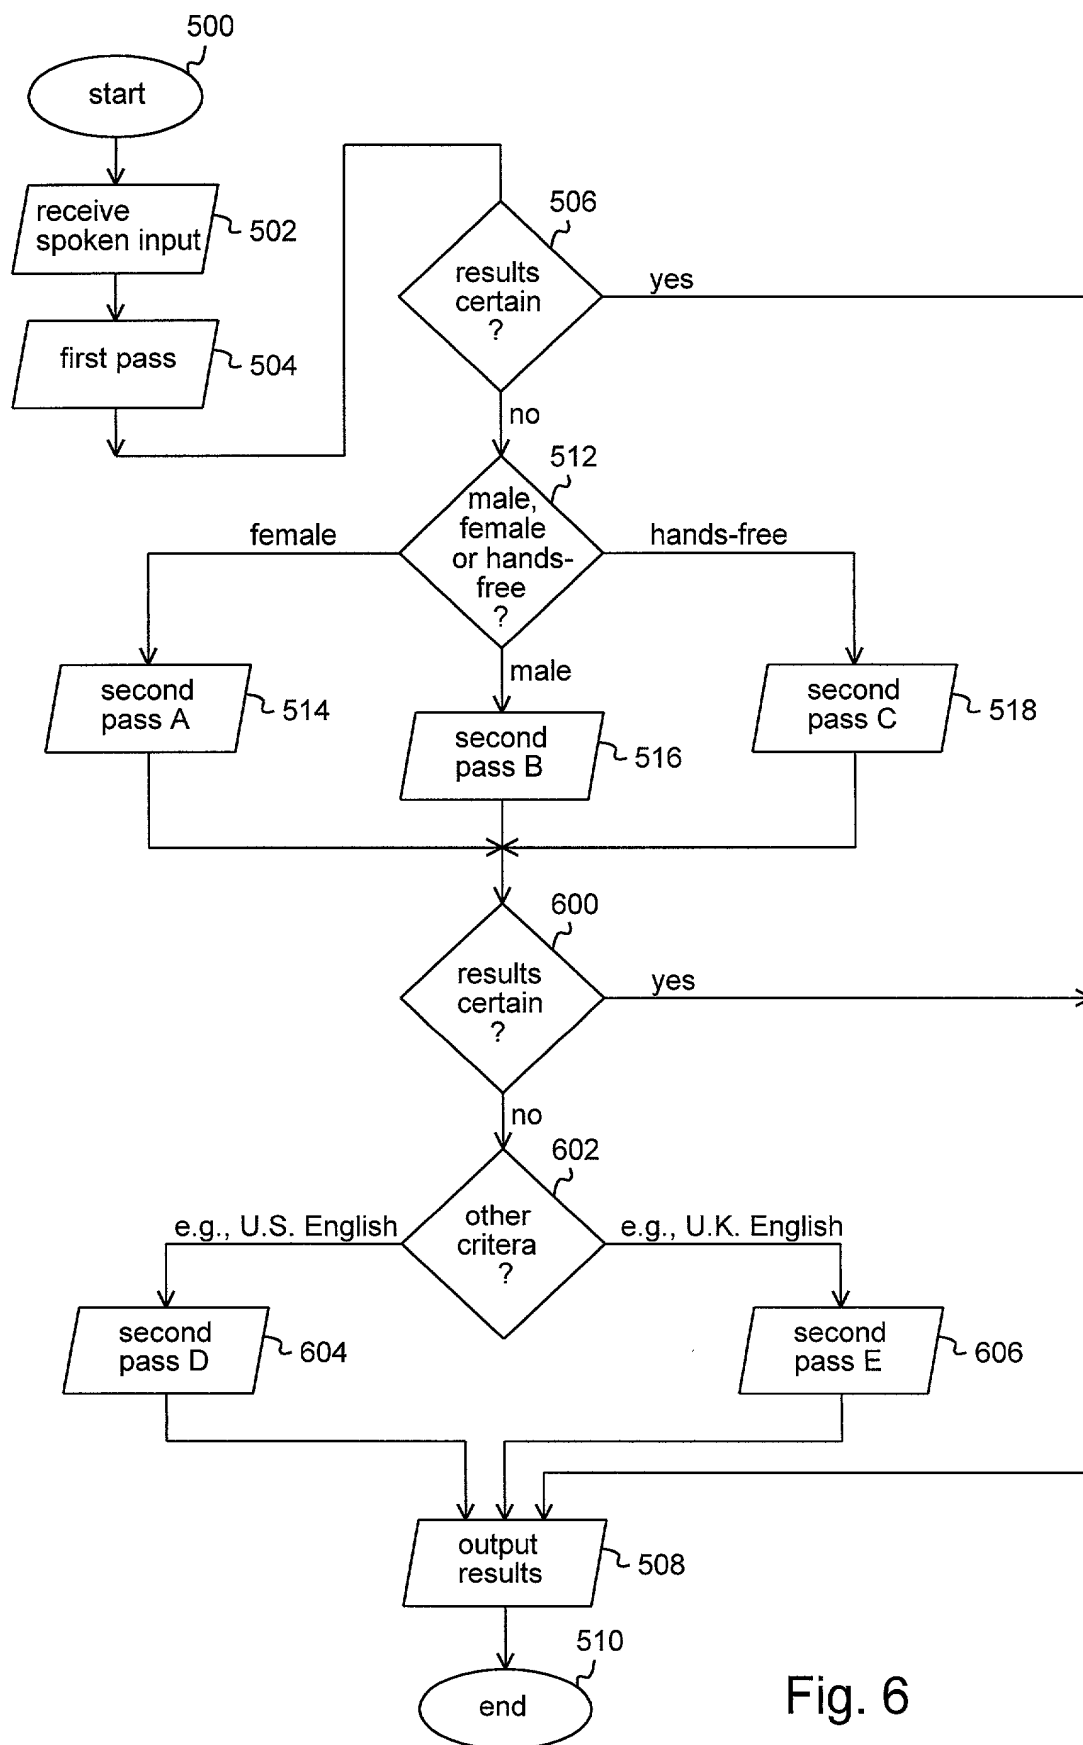 500
start
receive
spoken input
502
first pass
504
506
results
certain
?
yes
no
512
male,
female
or hands-
free
?
female
hands-free
male
second
pass A
514
second
pass B
516
second
pass C
518
600
results
certain
?
yes
no
602
other
critera
?
e.g., U.S. English
e.g., U.K. English
second
pass D
604
second
pass E
606
output
results
508
510
end
Fig. 6